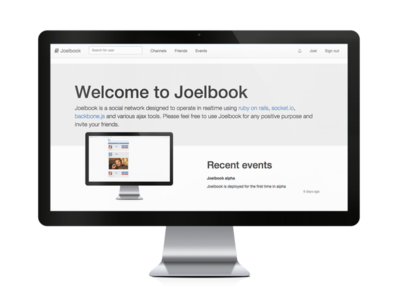 Joelbook Search for user Channels Friends Events Joel Sign out
Welcome to Joelbook
Joelbook is a social network designed to operate in realtime using ruby on rails, socket.io,
backbone.js and various ajax tools. Please feel free to use Joelbook for any positive purpose and
invite your friends.
Recent events
Joelbook alpha
Joelbook is deployed for the first time in alpha
days ago